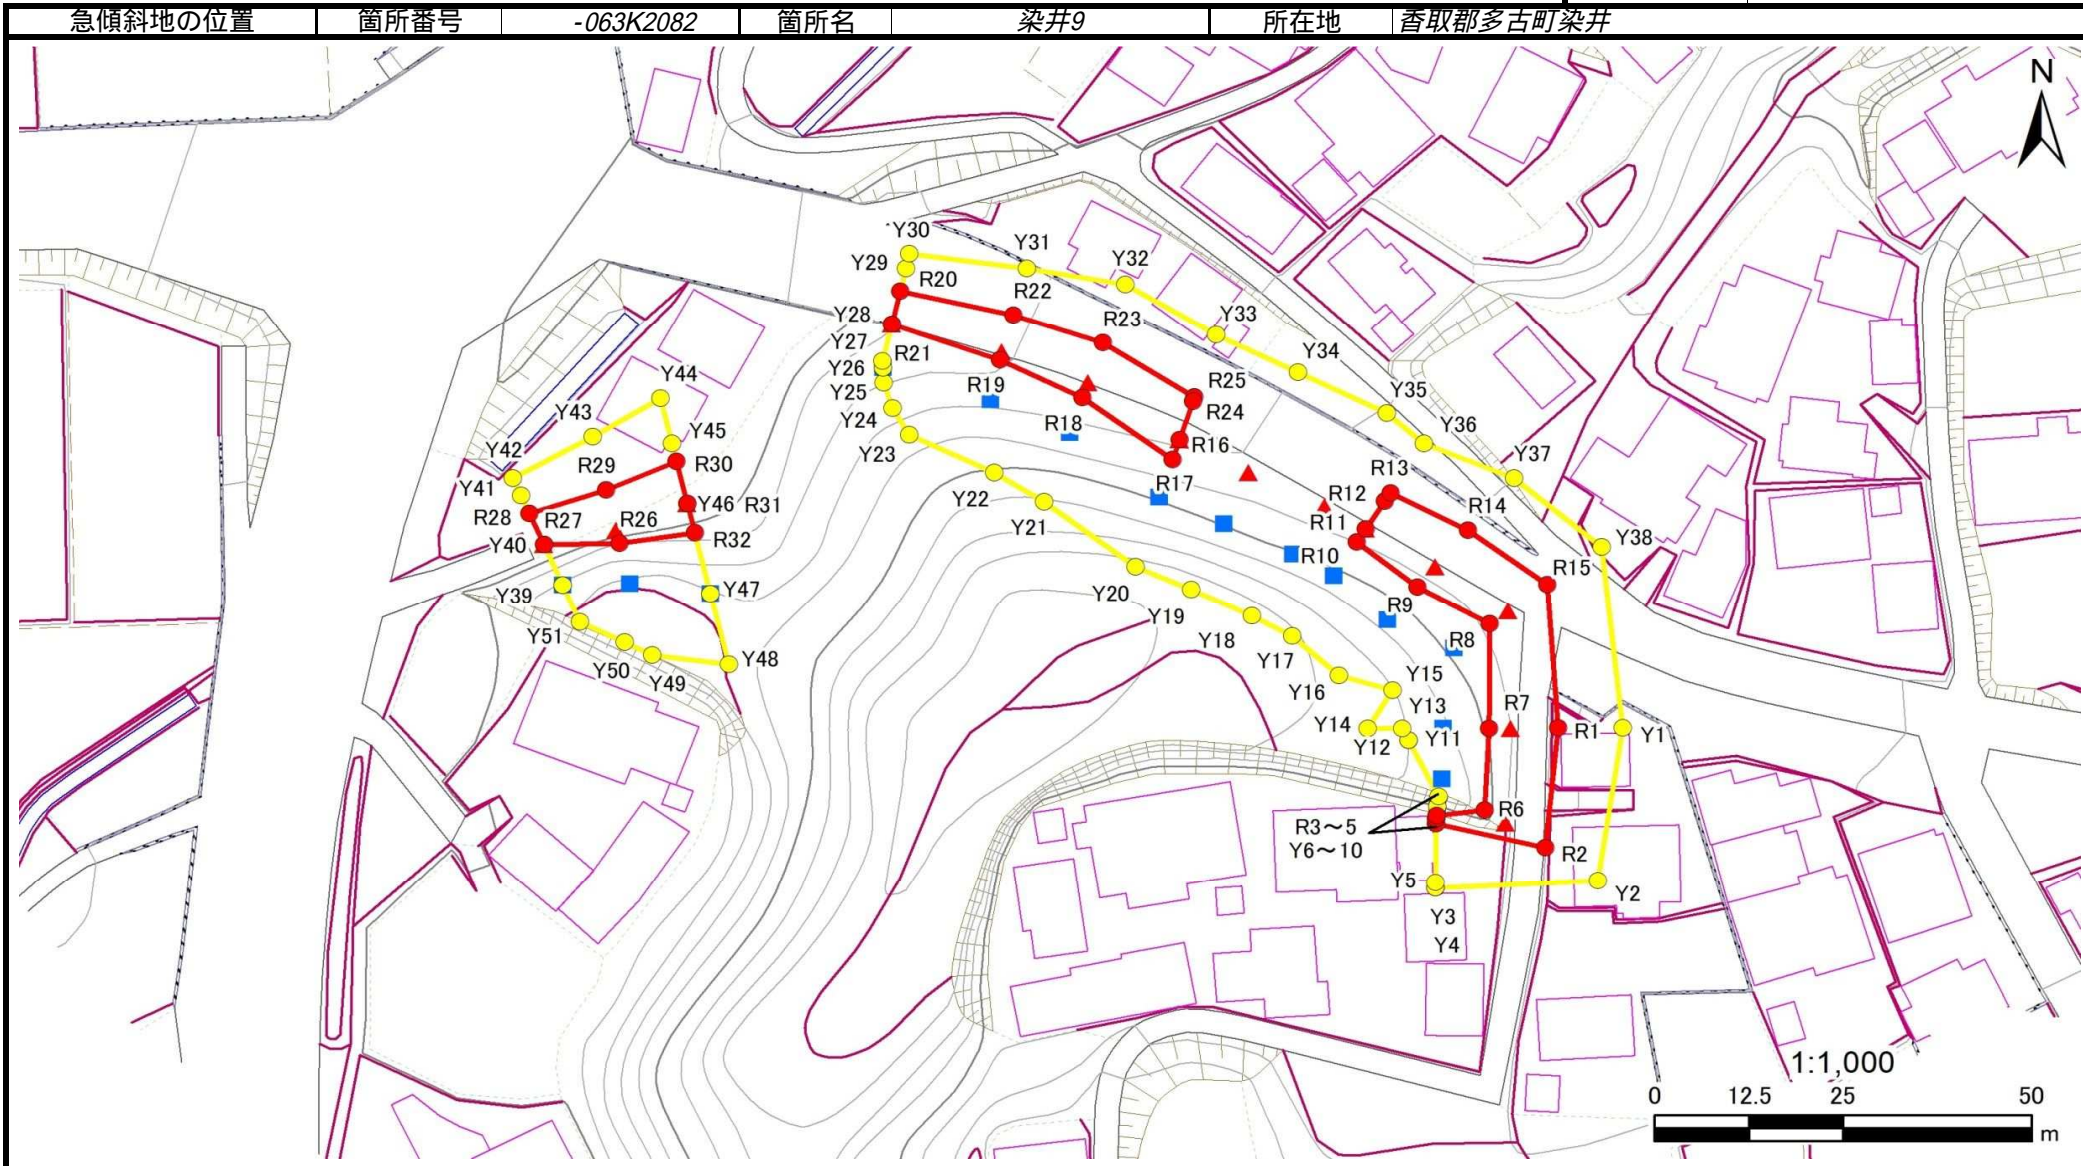 急傾斜地の位置 箇所番号 -063K2082 箇所名 染井9 所在地 香取郡多古町染井
N
Y30 Y31
Y29 R20 Y32
R22
Y28 R23 Y33
Y27 R21 Y34
Y26 R19 R25 Y35
Y25 R24
Y44 Y24 R18 R16 Y36
Y43 Y45 Y23 Y37
Y42 R29 R30 R13
Y41 Y22 R17 R12 R14
R28 R27 R26 Y46 R31 Y21 R11
Y40 R32 R10 Y38
R15
Y39 Y47 Y20 Y19 R9
Y51 Y18 R8
Y50 Y49 Y48 Y17 Y15
Y16 Y13 R7
Y14 Y12 Y11 R1 Y1
R3～5 R6
Y6～10 R2
Y5 Y2
Y3
Y4
1:1,000
0 12.5 25 50
m